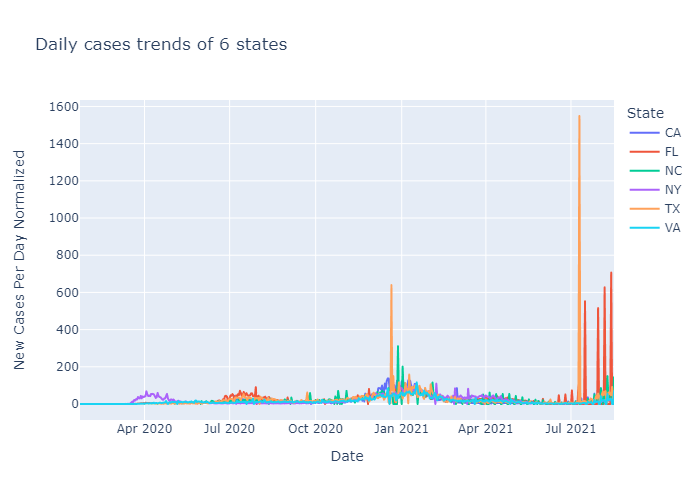 Daily cases trends of 6 states
New Cases Per Day Normalized
1600
1400
1200
1000
800
600
400
200
0
Apr 2020
Jul 2020
Oct 2020
Jan 2021
Apr 2021
Jul 2021
Date
State
CA
FL
NC
NY
TX
VA